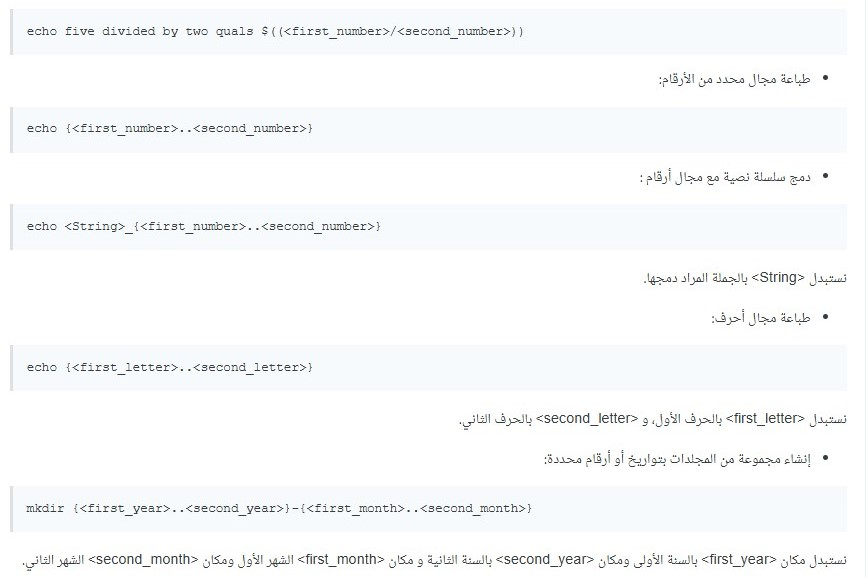 echo five divided by two quals $((<first_number>/<second_number>))
• طباعة مجال محدد من الأرقام:
echo {<first_number>..<second_number>}
• دمج سلسلة نصية مع مجال أرقام :
echo <String>_{<first_number>..<second_number>}
نستبدل <String> بالجملة المراد دمجها.
• طباعة مجال أحرف:
echo {<first_letter>..<second_letter>}
نستبدل <first_letter> بالحرف الأول، و <second_letter> بالحرف الثاني.
• إنشاء مجموعة من المجلدات بتواريخ أو أرقام محددة:
mkdir {<first_year>..<second_year>}-{<first_month>..<second_month>}
نستبدل مكان <first_year> بالسنة الأولى ومكان <second_year> بالسنة الثانية و مكان <first_month> الشهر الأول ومكان <second_month> الشهر الثاني.